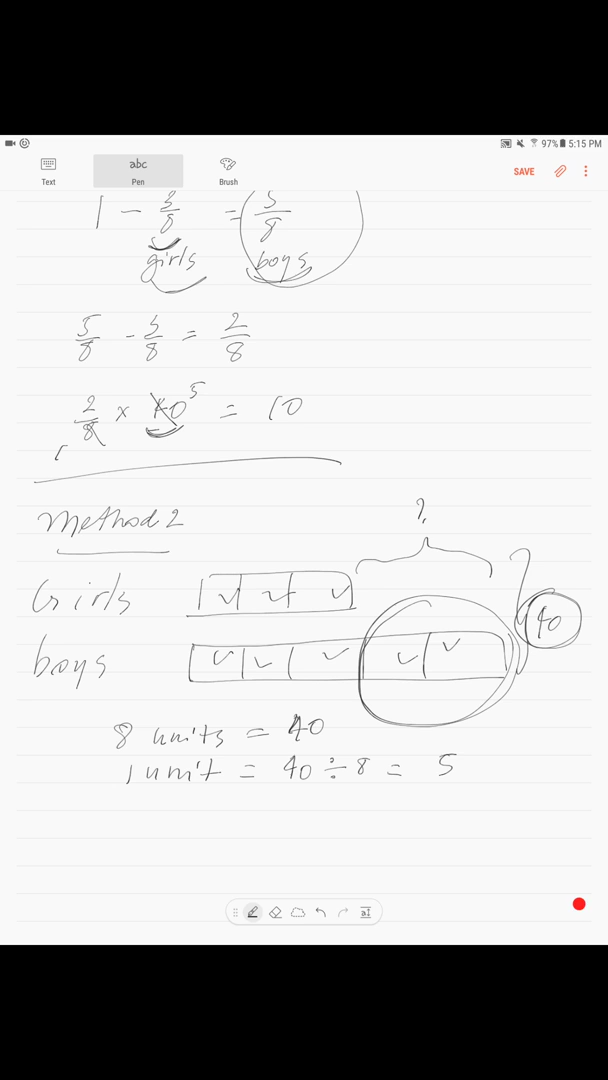 97% 5:15 PM
abc
Text Pen Brush SAVE
1 - 3/8 = 5/8
girls boys
5/8 - 3/8 = 2/8
2/8 × 40 5 = 10
1
Method 2
?
Girls
40
boys
8 units = 40
1 unit = 40 ÷ 8 = 5